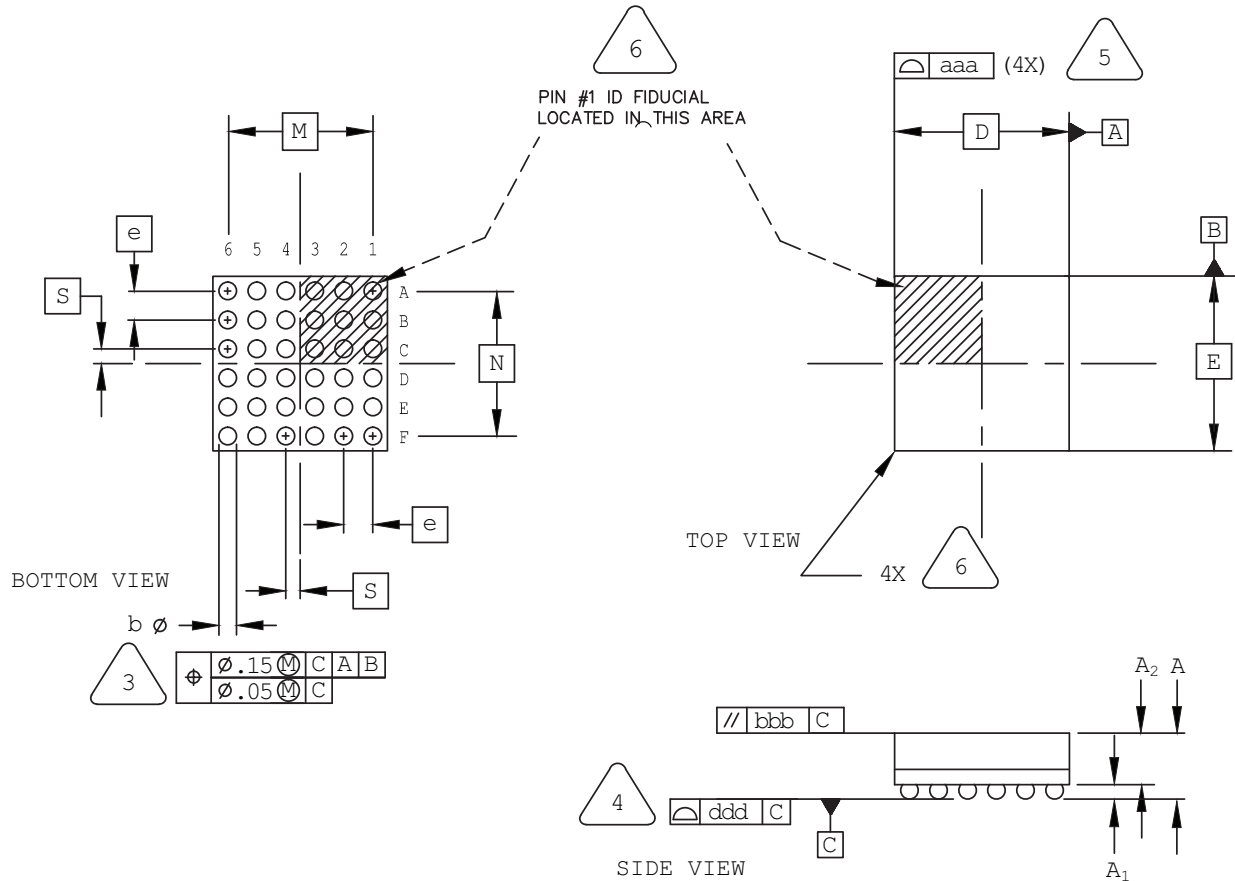 6
PIN #1 ID FIDUCIAL
LOCATED IN THIS AREA
aaa (4X)
5
M
D
A
B
e
6 5 4 3 2 1
S
A
B
C
D
E
F
N
E
e
TOP VIEW
4X
6
BOTTOM VIEW
S
b ø
3
⌖ ø.15 Ⓜ C A B
ø.05 Ⓜ C
A₂ A
// bbb C
4
ddd C
C
A₁
SIDE VIEW